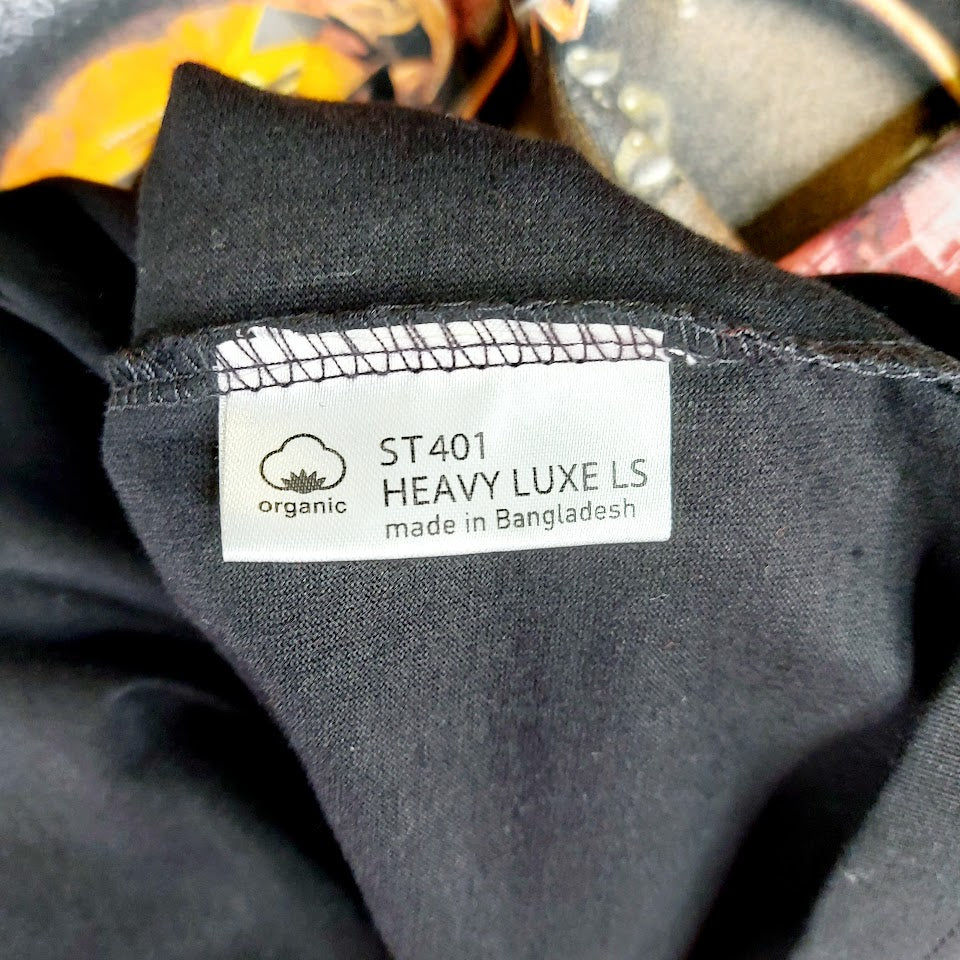 organic
ST401
HEAVY LUXE LS
made in Bangladesh